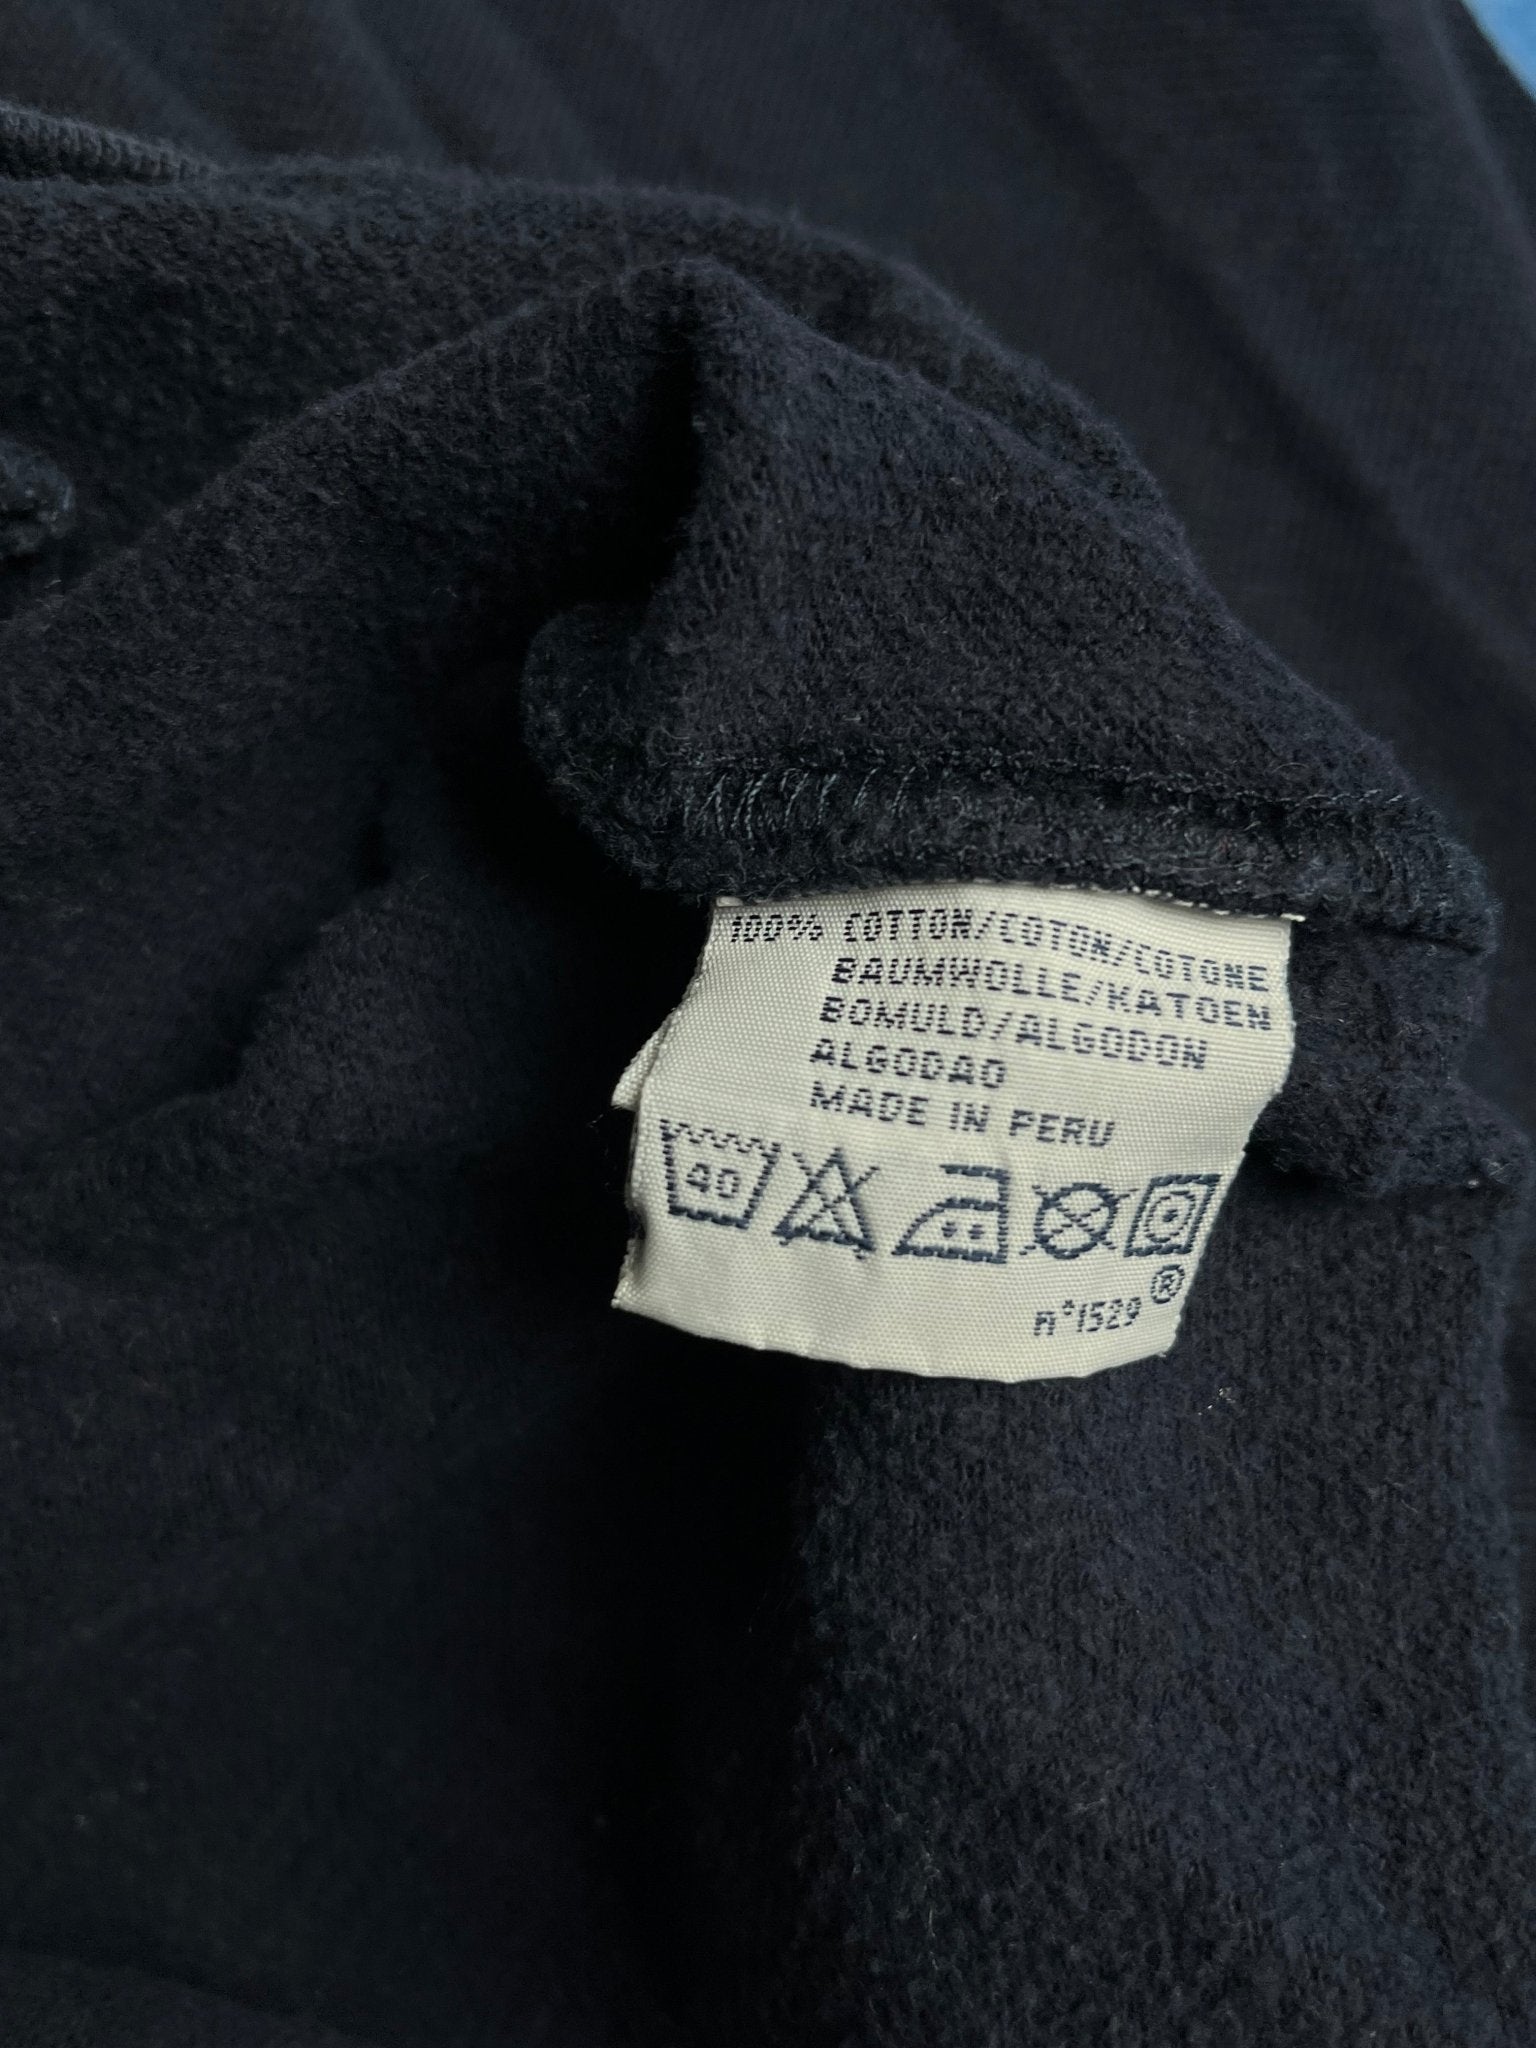 100% COTTON/COTON/COTONE
BAUMWOLLE/KATOEN
BOMULD/ALGODON
ALGODAO
MADE IN PERU
40
®
n°1529